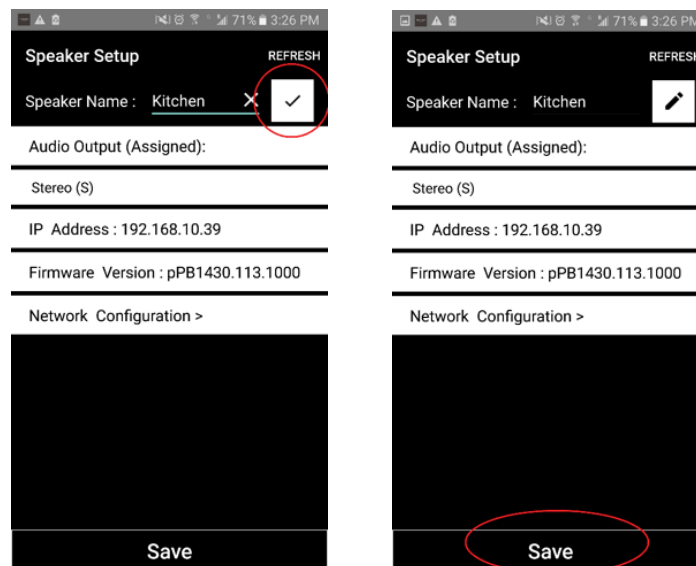 71% 3:26 PM
Speaker Setup REFRESH
Speaker Name : Kitchen
Audio Output (Assigned):
Stereo (S)
IP Address : 192.168.10.39
Firmware Version : pPB1430.113.1000
Network Configuration >
Save
71% 3:26 PM
Speaker Setup REFRESH
Speaker Name : Kitchen
Audio Output (Assigned):
Stereo (S)
IP Address : 192.168.10.39
Firmware Version : pPB1430.113.1000
Network Configuration >
Save